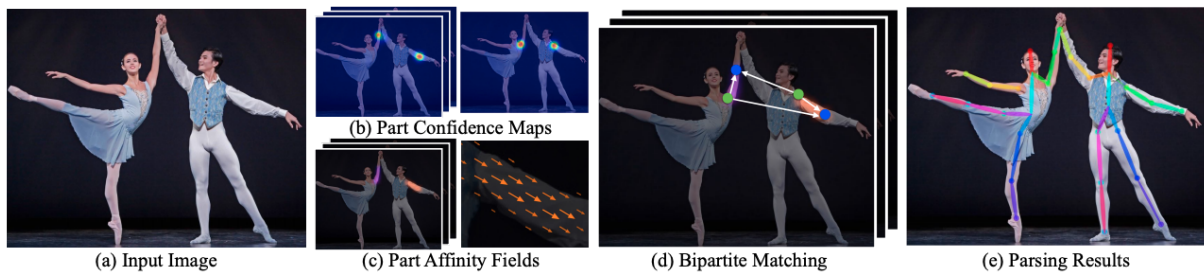 (a) Input Image
(b) Part Confidence Maps
(c) Part Affinity Fields
(d) Bipartite Matching
(e) Parsing Results